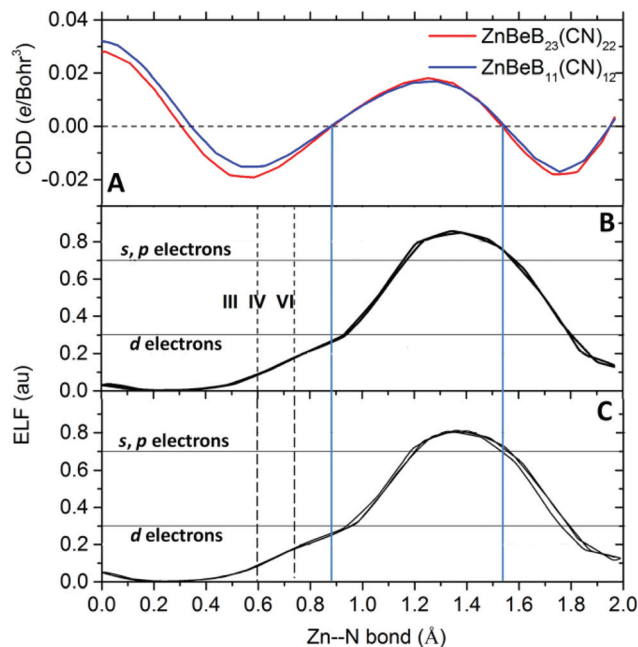 ZnBeB₂₃(CN)₂₂
ZnBeB₁₁(CN)₁₂
CDD (e/Bohr³)
0.04
0.02
0.00
-0.02
A
B
s, p electrons
III IV VI
d electrons
0.8
0.6
0.4
0.2
0.0
ELF (au)
C
s, p electrons
d electrons
0.8
0.6
0.4
0.2
0.0
0.0 0.2 0.4 0.6 0.8 1.0 1.2 1.4 1.6 1.8 2.0
Zn--N bond (Å)